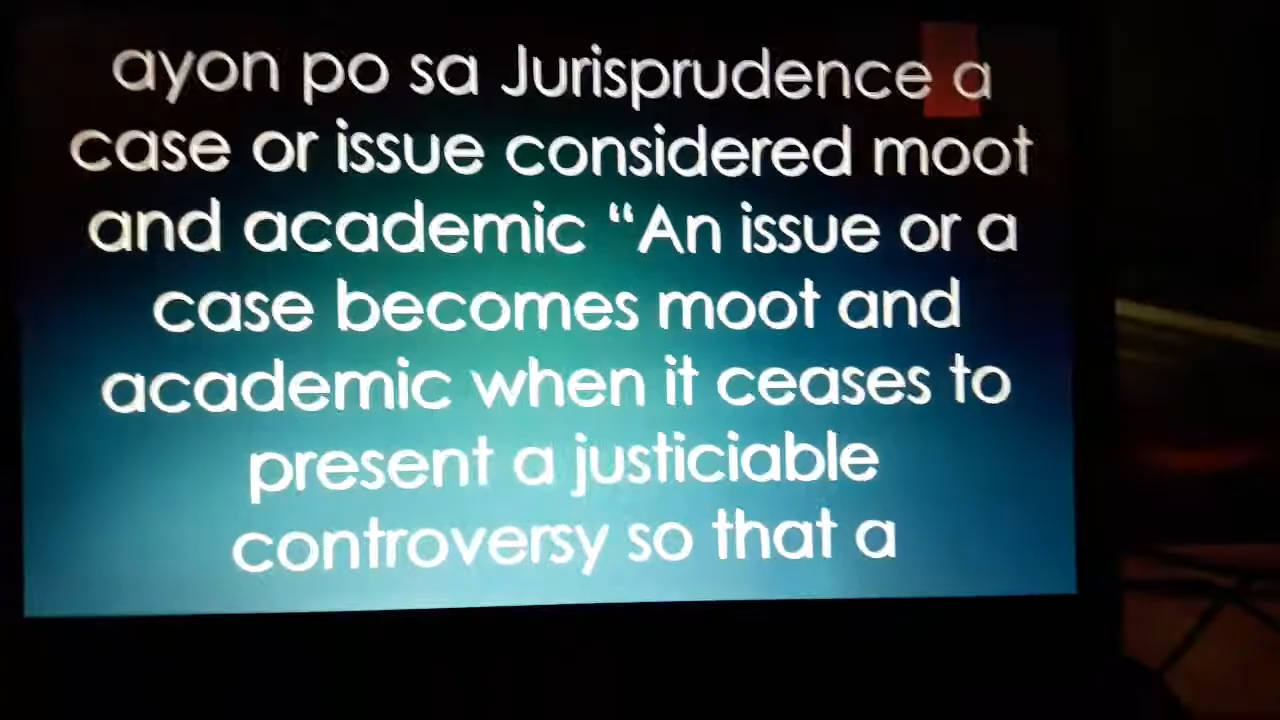 ayon po sa Jurisprudence a
case or issue considered moot
and academic “An issue or a
case becomes moot and
academic when it ceases to
present a justiciable
controversy so that a